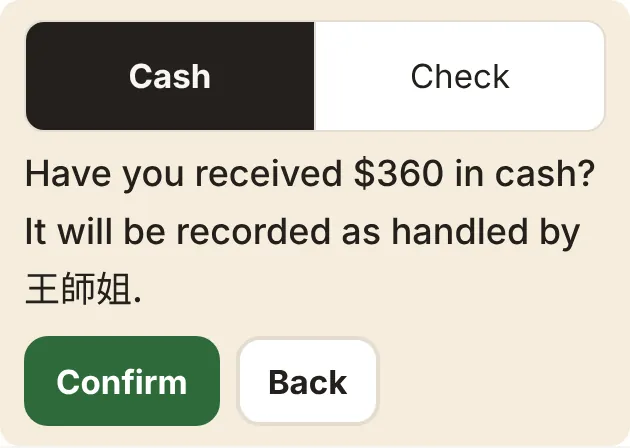 Cash
Check
Have you received $360 in cash?
It will be recorded as handled by
王師姐.
Confirm
Back